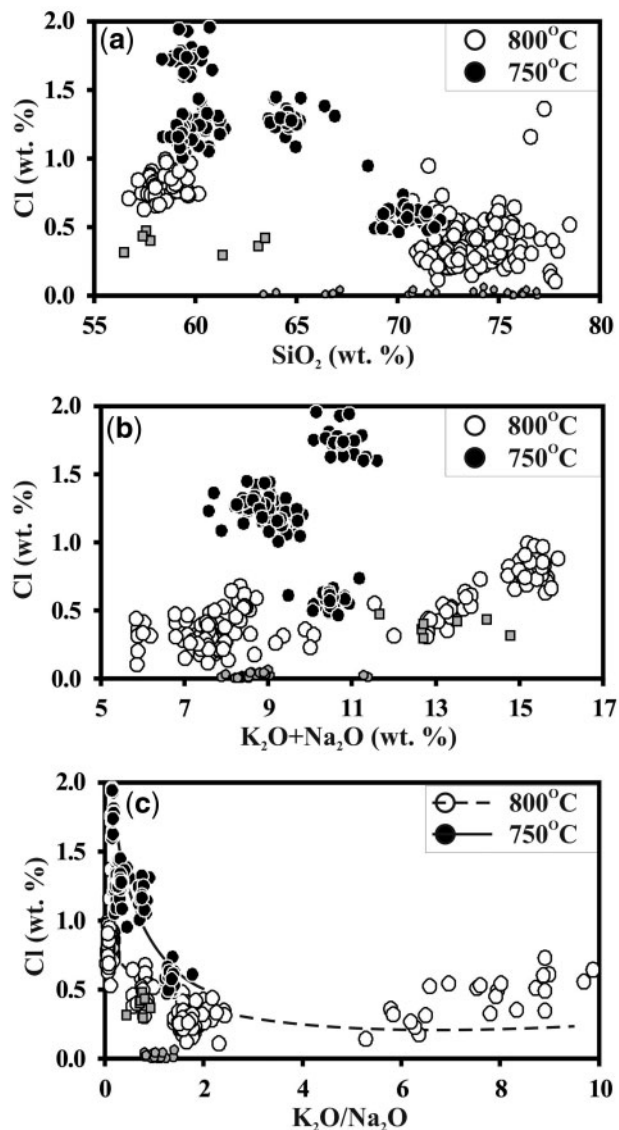 (a)
800°C
750°C
Cl (wt. %)
2.0
1.5
1.0
0.5
0.0
55 60 65 70 75 80
SiO₂ (wt. %)
(b)
800°C
750°C
Cl (wt. %)
2.0
1.5
1.0
0.5
0.0
5 7 9 11 13 15 17
K₂O+Na₂O (wt. %)
(c)
800°C
750°C
Cl (wt. %)
2.0
1.5
1.0
0.5
0.0
0 2 4 6 8 10
K₂O/Na₂O